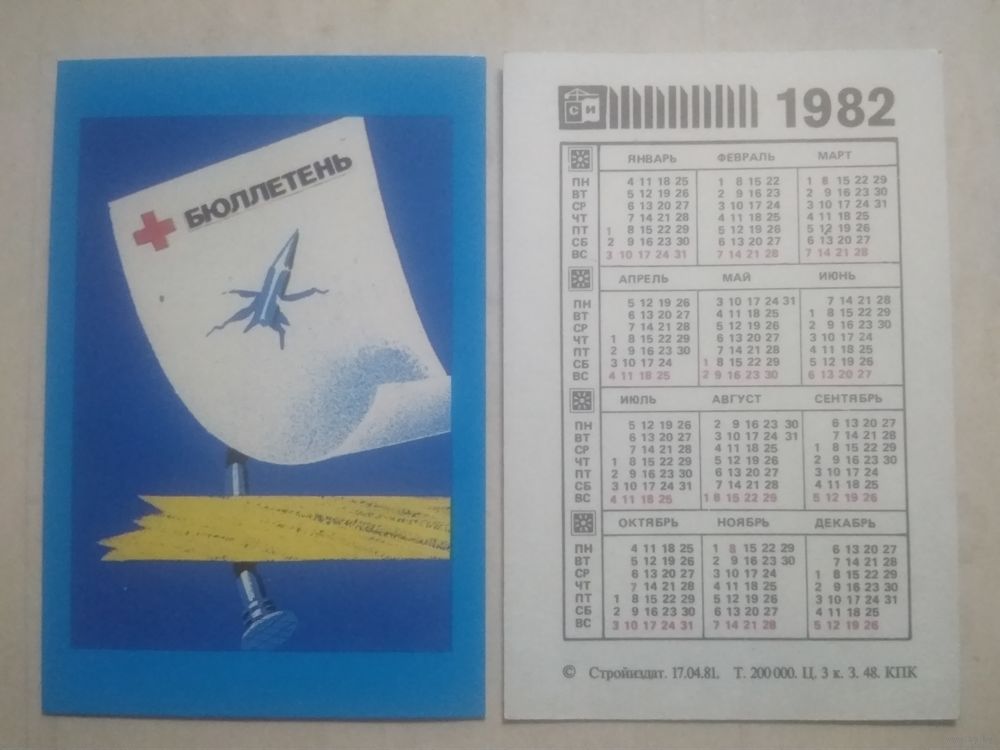 БЮЛЛЕТЕНЬ
СИ 1982
ЯНВАРЬ ФЕВРАЛЬ МАРТ
ПН 4 11 18 25 1 8 15 22 1 8 15 22 29
ВТ 5 12 19 26 2 9 16 23 2 9 16 23 30
СР 6 13 20 27 3 10 17 24 3 10 17 24 31
ЧТ 7 14 21 28 4 11 18 25 4 11 18 25
ПТ 1 8 15 22 29 5 12 19 26 5 12 19 26
СБ 2 9 16 23 30 6 13 20 27 6 13 20 27
ВС 3 10 17 24 31 7 14 21 28 7 14 21 28
АПРЕЛЬ МАЙ ИЮНЬ
ПН 5 12 19 26 3 10 17 24 31 7 14 21 28
ВТ 6 13 20 27 4 11 18 25 1 8 15 22 29
СР 7 14 21 28 5 12 19 26 2 9 16 23 30
ЧТ 1 8 15 22 29 6 13 20 27 3 10 17 24
ПТ 2 9 16 23 30 7 14 21 28 4 11 18 25
СБ 3 10 17 24 1 8 15 22 29 5 12 19 26
ВС 4 11 18 25 2 9 16 23 30 6 13 20 27
ИЮЛЬ АВГУСТ СЕНТЯБРЬ
ПН 5 12 19 26 2 9 16 23 30 6 13 20 27
ВТ 6 13 20 27 3 10 17 24 31 7 14 21 28
СР 7 14 21 28 4 11 18 25 1 8 15 22 29
ЧТ 1 8 15 22 29 5 12 19 26 2 9 16 23 30
ПТ 2 9 16 23 30 6 13 20 27 3 10 17 24
СБ 3 10 17 24 31 7 14 21 28 4 11 18 25
ВС 4 11 18 25 1 8 15 22 29 5 12 19 26
ОКТЯБРЬ НОЯБРЬ ДЕКАБРЬ
ПН 4 11 18 25 1 8 15 22 29 6 13 20 27
ВТ 5 12 19 26 2 9 16 23 30 7 14 21 28
СР 6 13 20 27 3 10 17 24 1 8 15 22 29
ЧТ 7 14 21 28 4 11 18 25 2 9 16 23 30
ПТ 1 8 15 22 29 5 12 19 26 3 10 17 24 31
СБ 2 9 16 23 30 6 13 20 27 4 11 18 25
ВС 3 10 17 24 31 7 14 21 28 5 12 19 26
© Стройиздат. 17.04.81. Т. 200 000. Ц. 3 к. З. 48. КПК